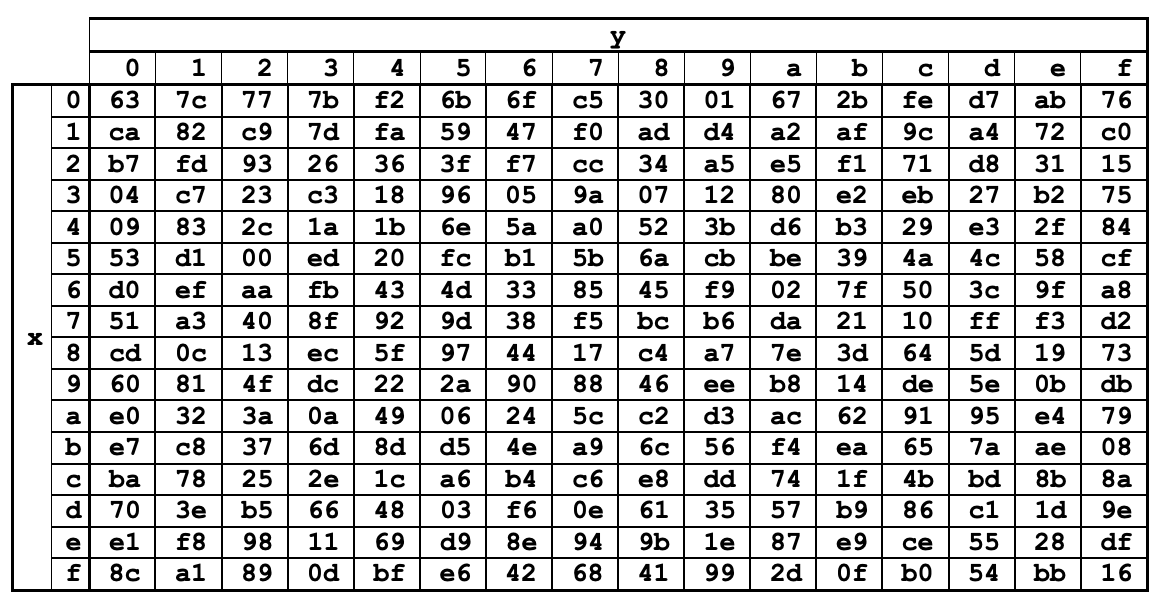 y
0 1 2 3 4 5 6 7 8 9 a b c d e f
0 63 7c 77 7b f2 6b 6f c5 30 01 67 2b fe d7 ab 76
1 ca 82 c9 7d fa 59 47 f0 ad d4 a2 af 9c a4 72 c0
2 b7 fd 93 26 36 3f f7 cc 34 a5 e5 f1 71 d8 31 15
3 04 c7 23 c3 18 96 05 9a 07 12 80 e2 eb 27 b2 75
4 09 83 2c 1a 1b 6e 5a a0 52 3b d6 b3 29 e3 2f 84
5 53 d1 00 ed 20 fc b1 5b 6a cb be 39 4a 4c 58 cf
6 d0 ef aa fb 43 4d 33 85 45 f9 02 7f 50 3c 9f a8
7 51 a3 40 8f 92 9d 38 f5 bc b6 da 21 10 ff f3 d2
x
8 cd 0c 13 ec 5f 97 44 17 c4 a7 7e 3d 64 5d 19 73
9 60 81 4f dc 22 2a 90 88 46 ee b8 14 de 5e 0b db
a e0 32 3a 0a 49 06 24 5c c2 d3 ac 62 91 95 e4 79
b e7 c8 37 6d 8d d5 4e a9 6c 56 f4 ea 65 7a ae 08
c ba 78 25 2e 1c a6 b4 c6 e8 dd 74 1f 4b bd 8b 8a
d 70 3e b5 66 48 03 f6 0e 61 35 57 b9 86 c1 1d 9e
e e1 f8 98 11 69 d9 8e 94 9b 1e 87 e9 ce 55 28 df
f 8c a1 89 0d bf e6 42 68 41 99 2d 0f b0 54 bb 16